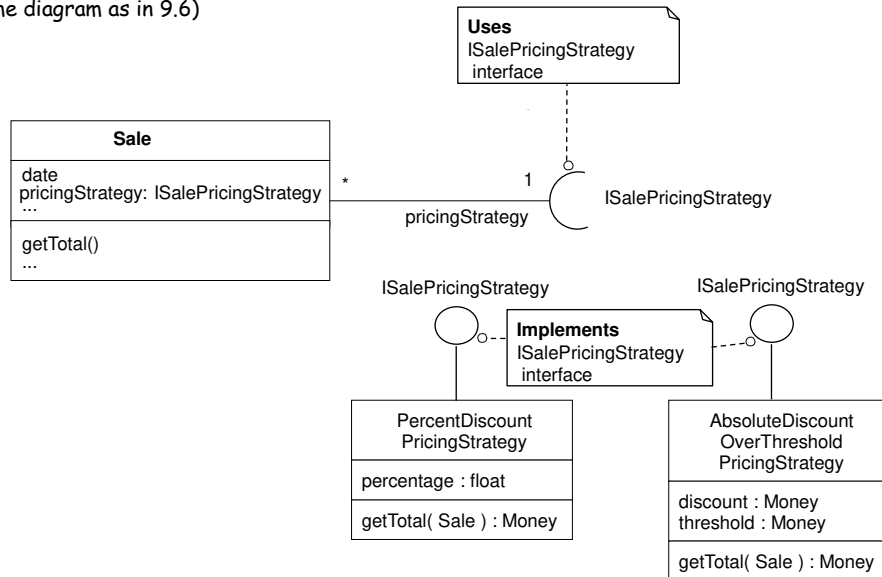 ne diagram as in 9.6)
Uses
ISalePricingStrategy
interface
Sale
date
pricingStrategy: ISalePricingStrategy
...
getTotal()
...
*
1
pricingStrategy
ISalePricingStrategy
ISalePricingStrategy
ISalePricingStrategy
Implements
ISalePricingStrategy
interface
PercentDiscount
PricingStrategy
percentage : float
getTotal( Sale ) : Money
AbsoluteDiscount
OverThreshold
PricingStrategy
discount : Money
threshold : Money
getTotal( Sale ) : Money